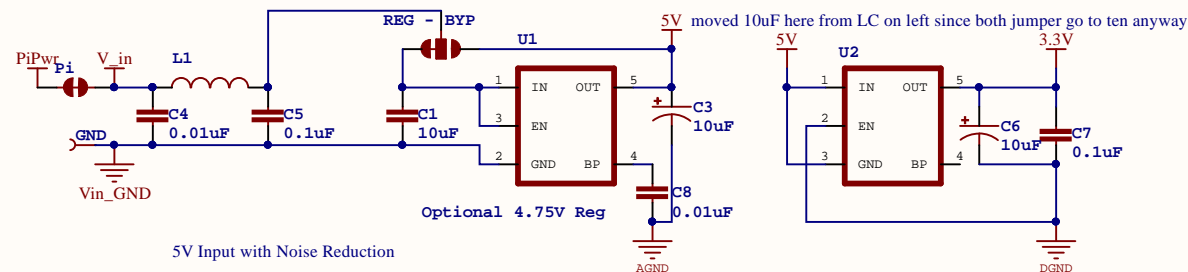 REG - BYP
5V moved 10uF here from LC on left since both jumper go to ten anyway
PiPwr
Pi
V_in
L1
U1
5V
U2
3.3V
1 IN OUT 5
3 EN
2 GND BP 4
C4
0.01uF
C5
0.1uF
C1
10uF
C3
10uF
C8
0.01uF
1 IN OUT 5
2 EN
3 GND BP 4
C6
10uF
C7
0.1uF
GND
Vin_GND
Optional 4.75V Reg
5V Input with Noise Reduction
AGND
DGND